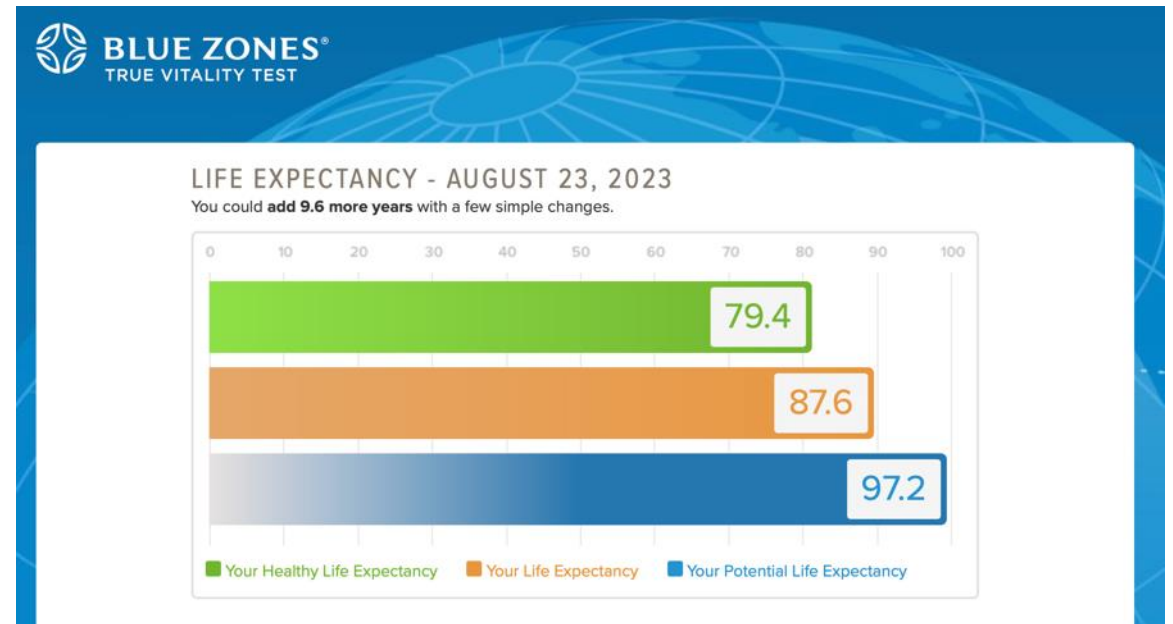 BLUE ZONES®
TRUE VITALITY TEST
LIFE EXPECTANCY - AUGUST 23, 2023
You could add 9.6 more years with a few simple changes.
0 10 20 30 40 50 60 70 80 90 100
79.4
87.6
97.2
Your Healthy Life Expectancy Your Life Expectancy Your Potential Life Expectancy